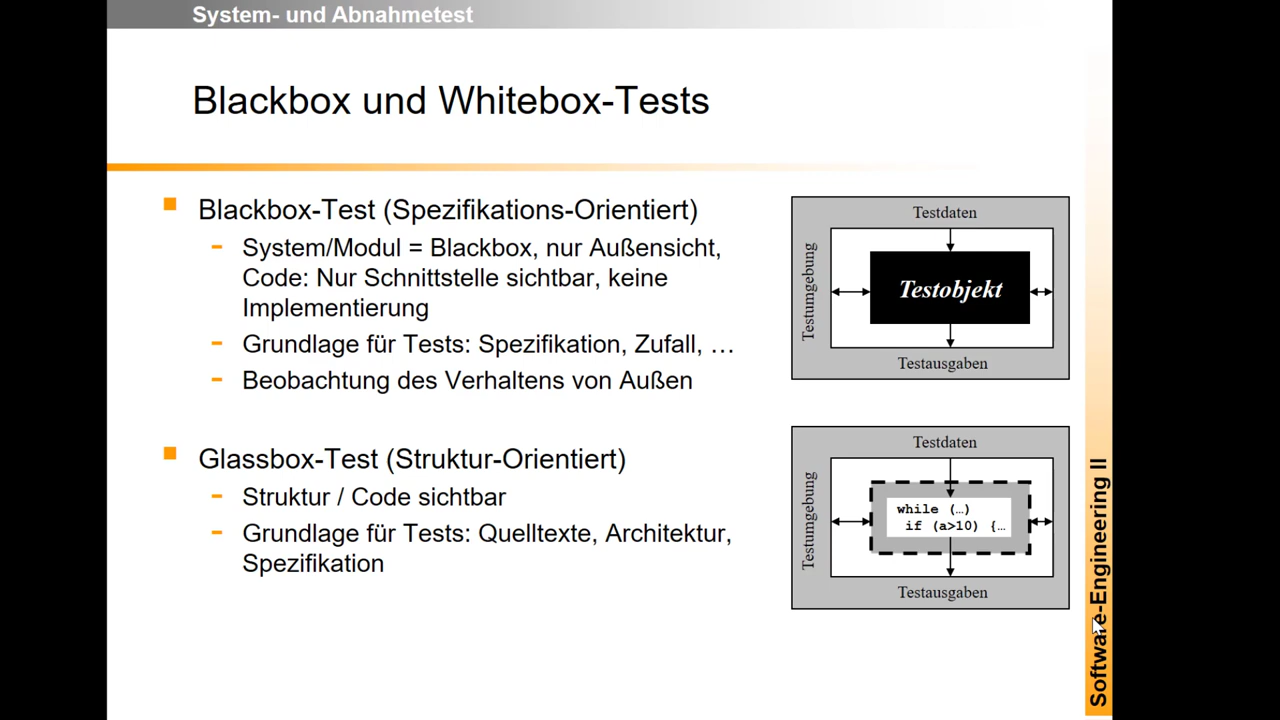 System- und Abnahmetest
Blackbox und Whitebox-Tests
Blackbox-Test (Spezifikations-Orientiert)
- System/Modul = Blackbox, nur Außensicht,
Code: Nur Schnittstelle sichtbar, keine
Implementierung
- Grundlage für Tests: Spezifikation, Zufall, …
- Beobachtung des Verhaltens von Außen
Glassbox-Test (Struktur-Orientiert)
- Struktur / Code sichtbar
- Grundlage für Tests: Quelltexte, Architektur,
Spezifikation
Testdaten
Testumgebung
Testobjekt
Testausgaben
Testdaten
Testumgebung
while (…)
if (a>10) {…
Testausgaben
Software-Engineering II